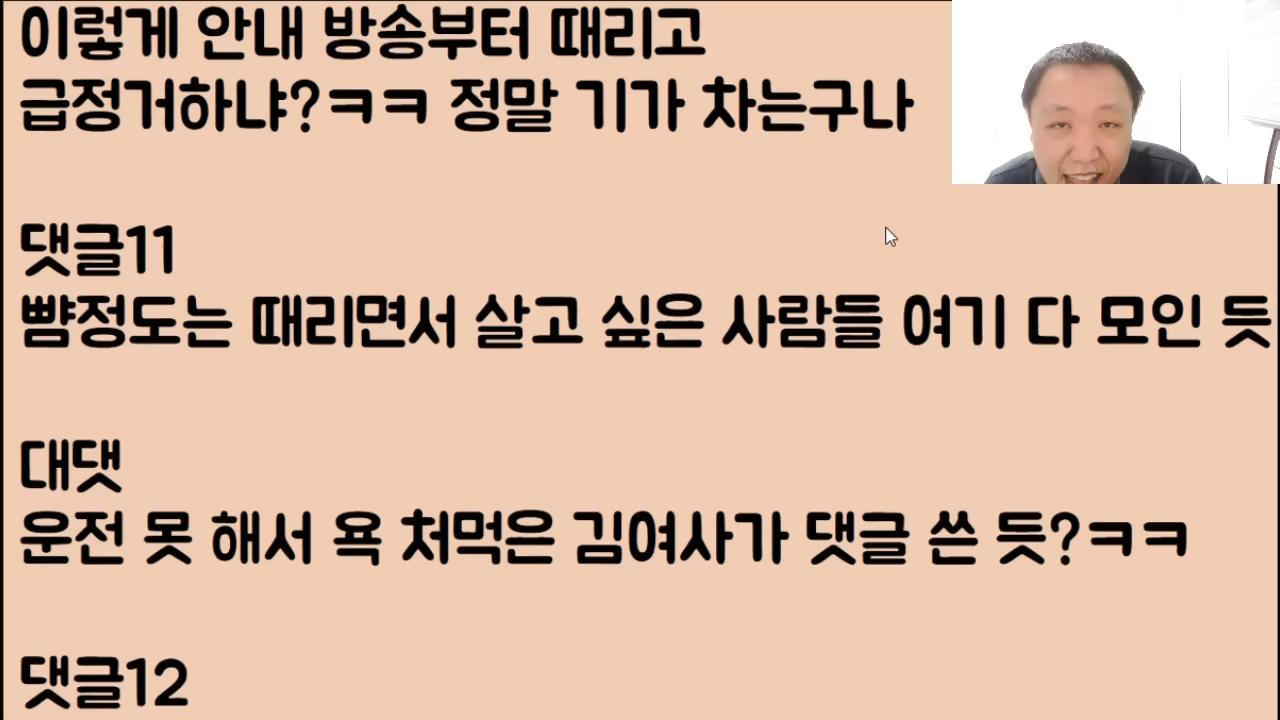 이렇게 안내 방송부터 때리고
급정거하냐?ㅋㅋ 정말 기가 차는구나
댓글11
뺨정도는 때리면서 살고 싶은 사람들 여기 다 모인 듯
대댓
운전 못 해서 욕 처먹은 김여사가 댓글 쓴 듯?ㅋㅋ
댓글12